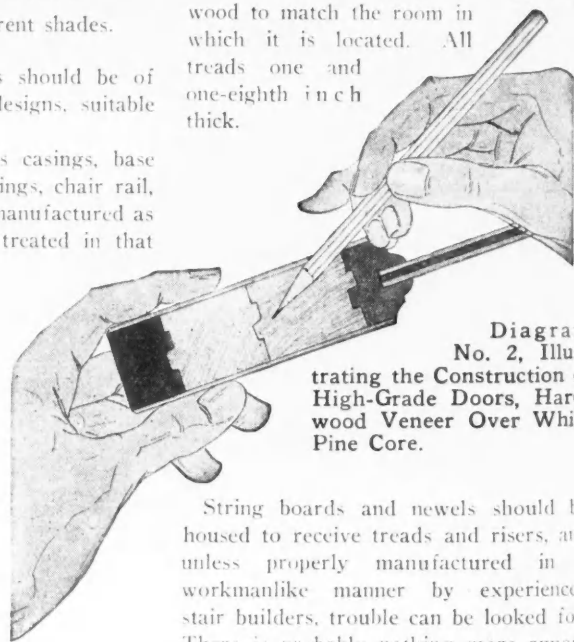 rent shades.
s should be of
designs, suitable
s casings, base
ings, chair rail,
manufactured as
treated in that
wood to match the room in
which it is located. All
treads one and
one-eighth inch
thick.
Diagra
No. 2, Illu
trating the Construction
High-Grade Doors, Har
wood Veneer Over Whi
Pine Core.
String boards and newels should b
housed to receive treads and risers, a
unless properly manufactured in
workmanlike manner by experience
stair builders, trouble can be looked fo